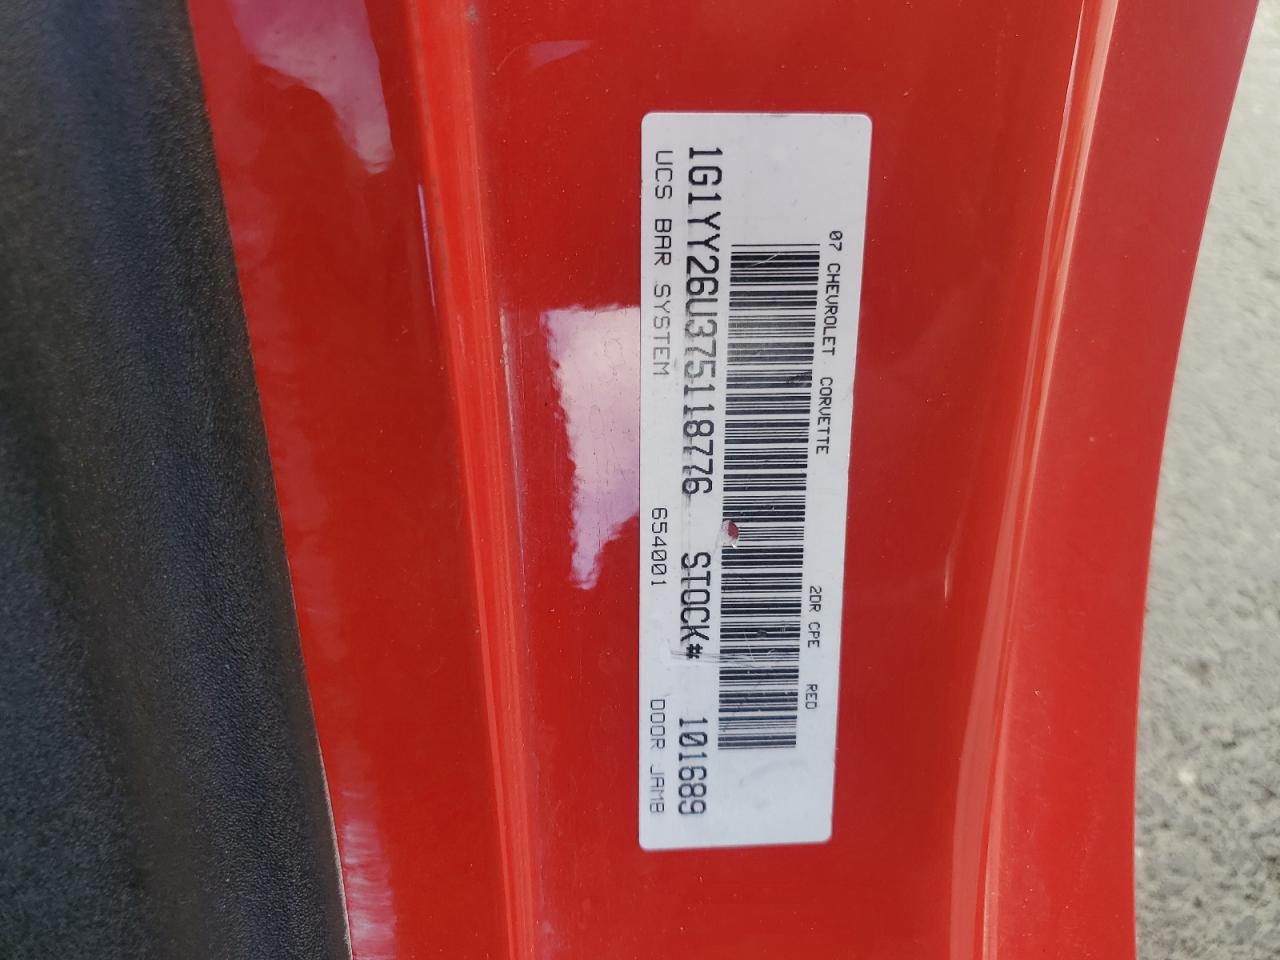 07 CHEVROLET CORVETTE 2DR CPE RED
1G1YY26U375118776 STOCK# 101689
UCS BAR SYSTEM 654001 DOOR JAMB